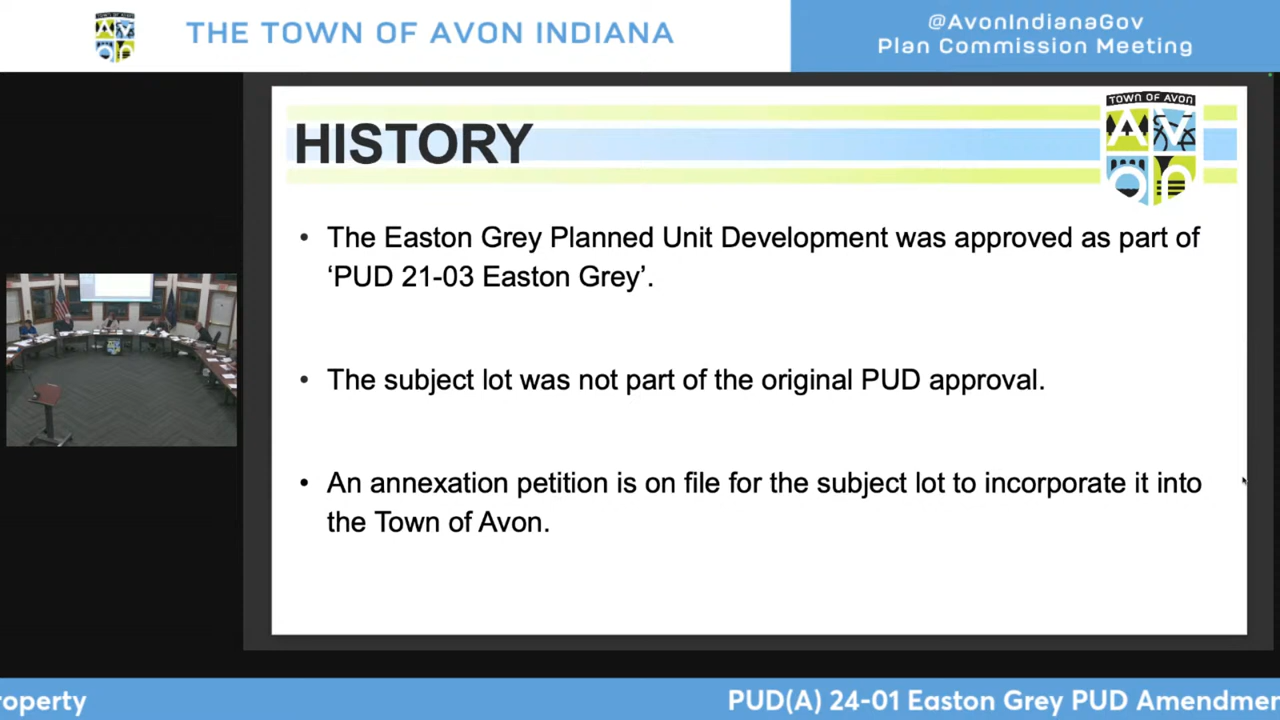 THE TOWN OF AVON INDIANA
@AvonIndianaGov
Plan Commission Meeting
TOWN OF AVON
Avon
HISTORY
• The Easton Grey Planned Unit Development was approved as part of
‘PUD 21-03 Easton Grey’.
• The subject lot was not part of the original PUD approval.
• An annexation petition is on file for the subject lot to incorporate it into
the Town of Avon.
roperty
PUD(A) 24-01 Easton Grey PUD Amendmen